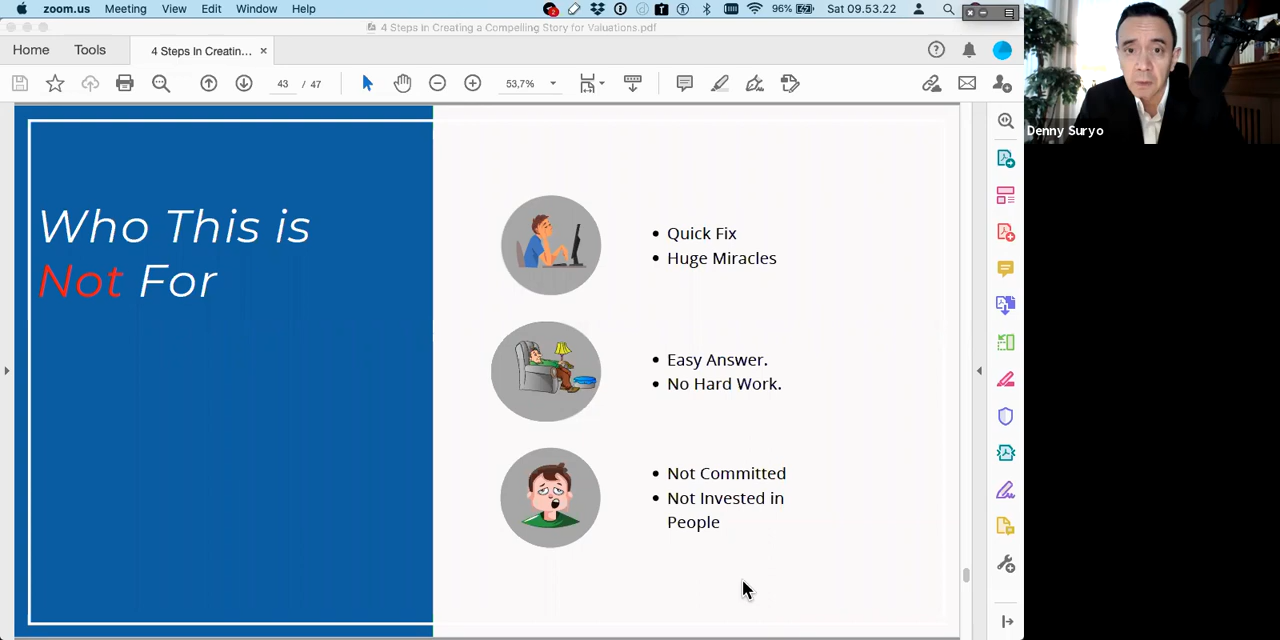 zoom.us Meeting View Edit Window Help 2 96% Sat 09.53.22
4 Steps In Creating a Compelling Story for Valuations.pdf
Home Tools 4 Steps In Creatin... ×
43 / 47 53,7%
Denny Suryo
Who This is
Not For
• Quick Fix
• Huge Miracles
• Easy Answer.
• No Hard Work.
• Not Committed
• Not Invested in
People